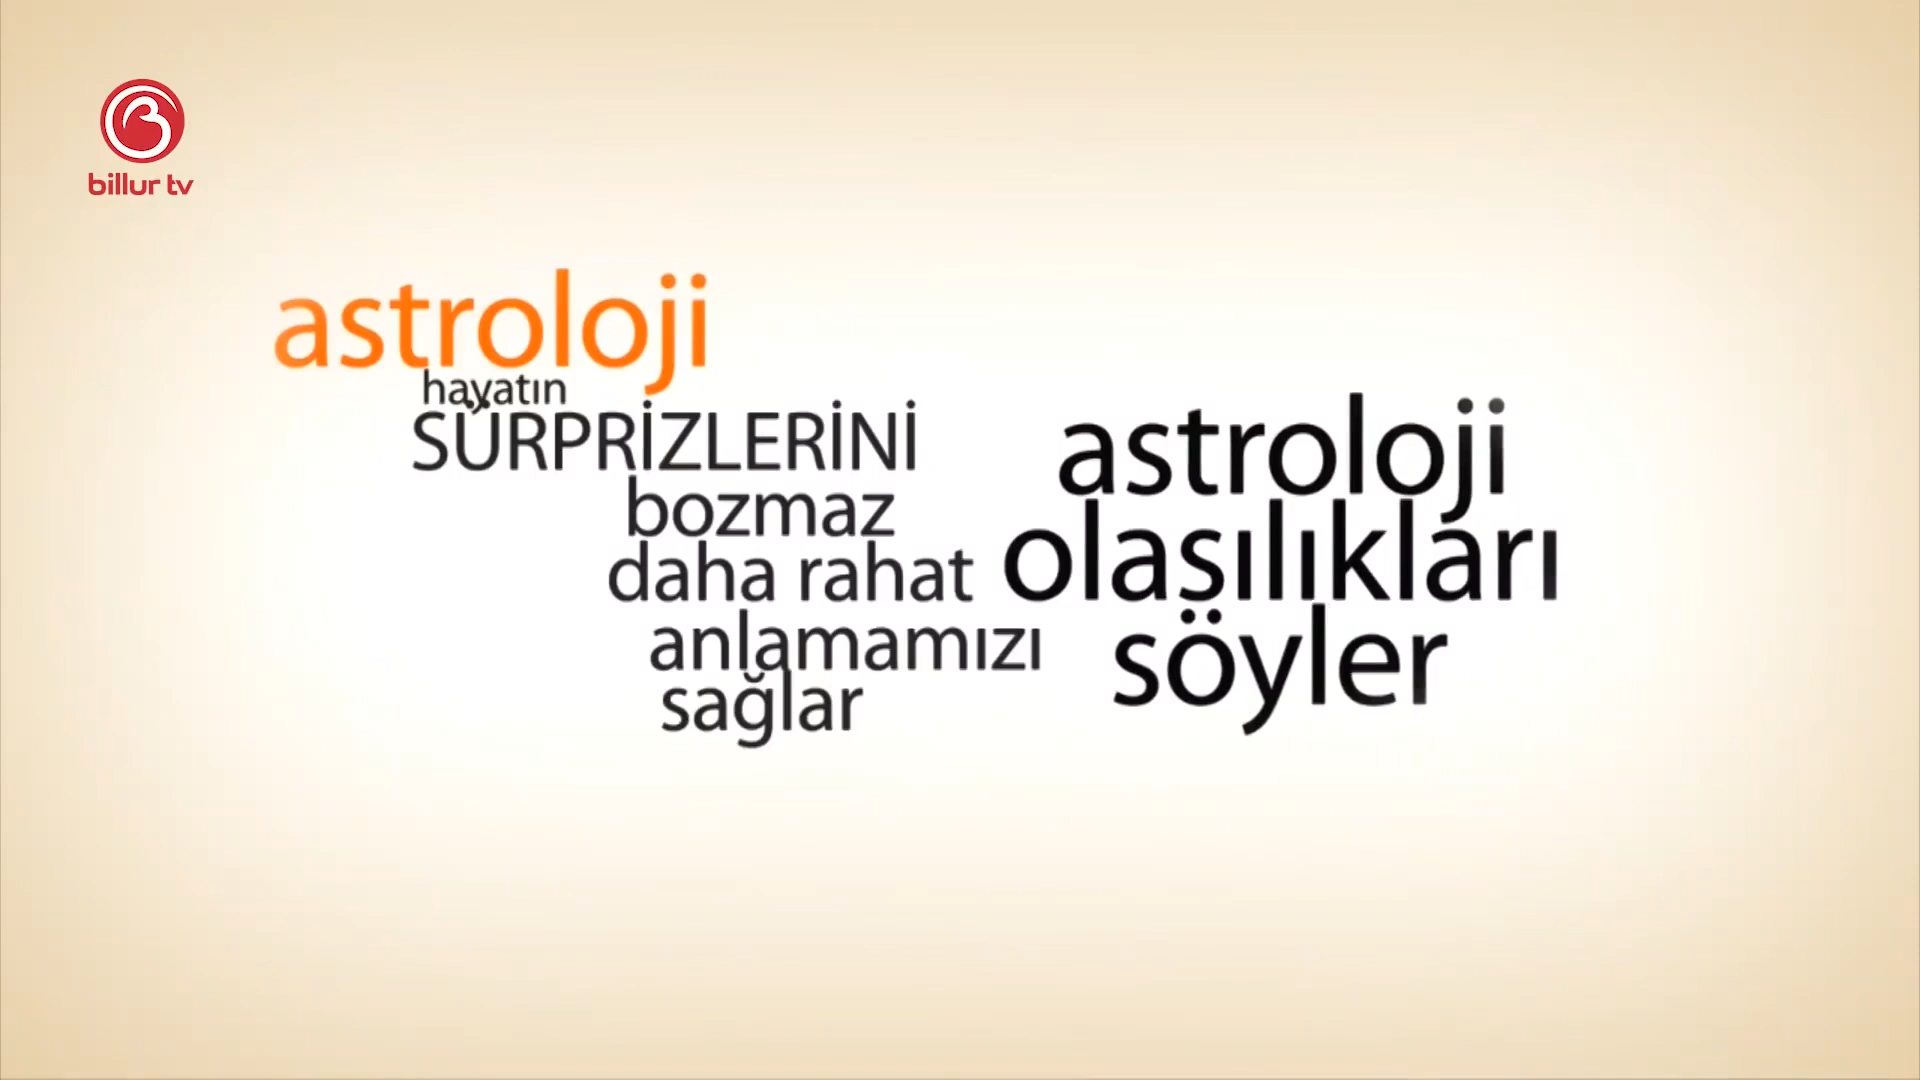 billur tv
astroloji
hayatın
SÜRPRİZLERİNİ
bozmaz
daha rahat
anlamamızı
sağlar
astroloji
olasılıkları
söyler